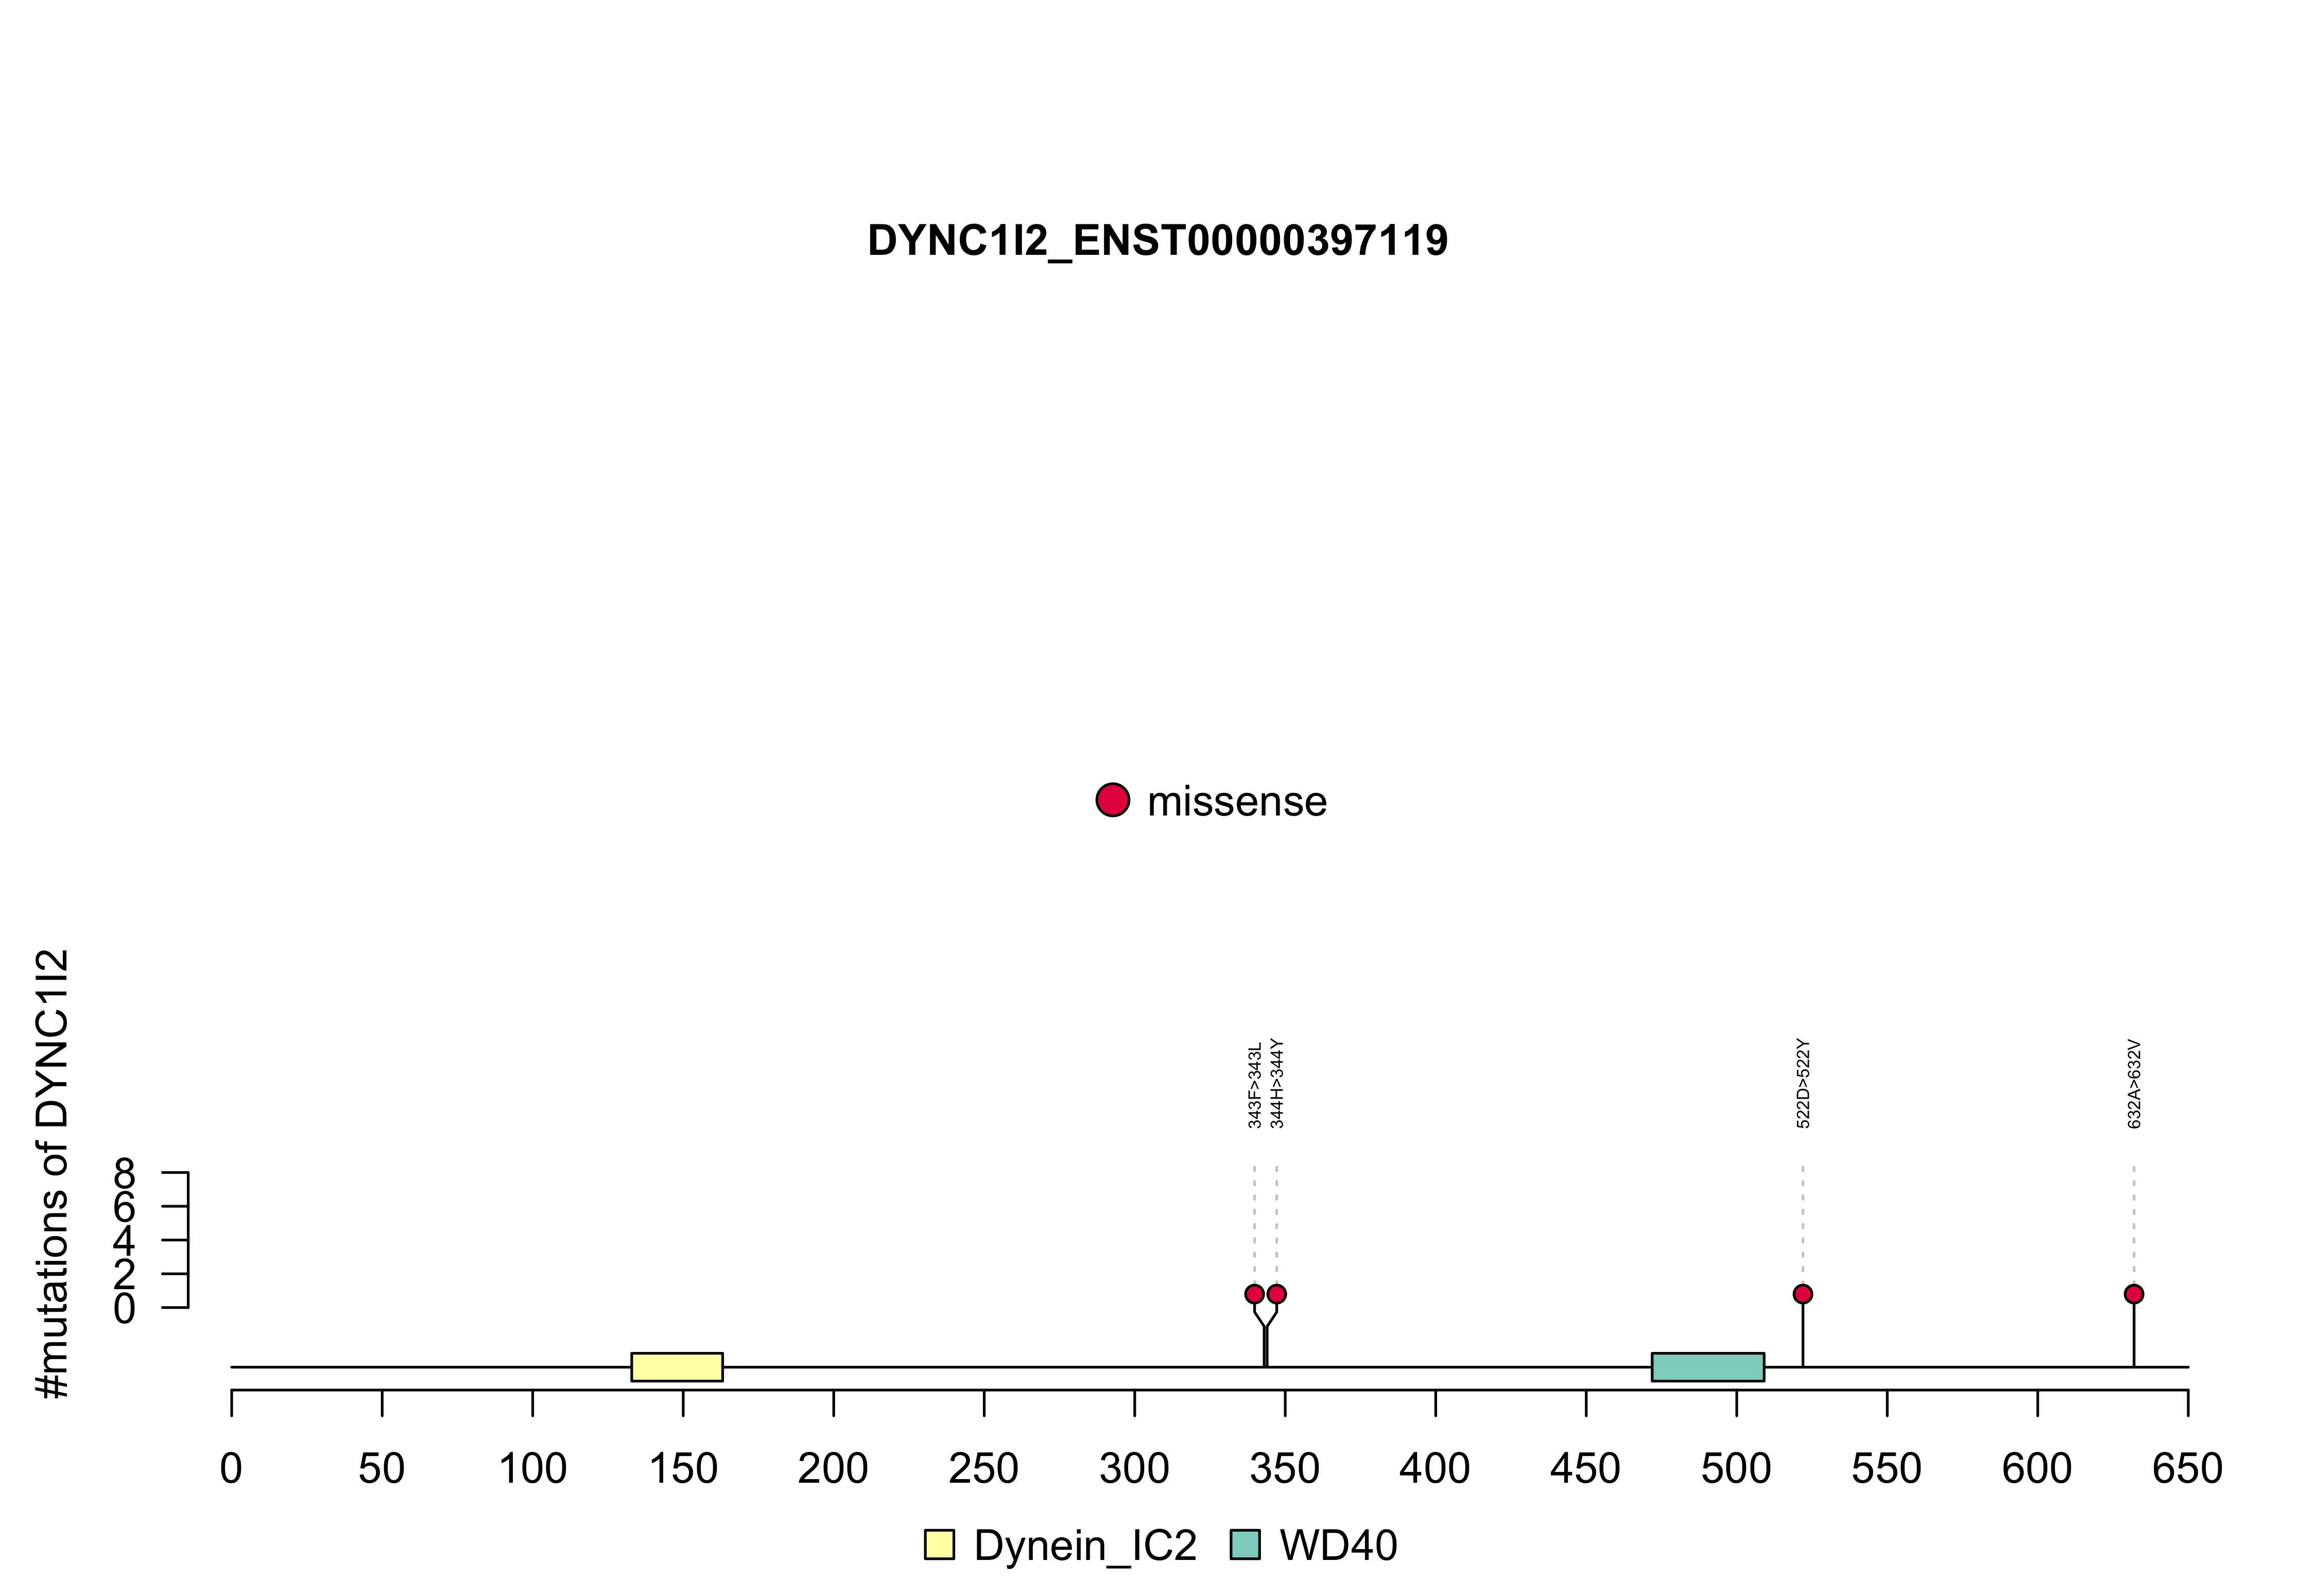 DYNC1I2_ENST00000397119
missense
#mutations of DYNC1I2
343F>343L
344H>344Y
522D>522Y
632A>632V
8
6
4
2
0
0 50 100 150 200 250 300 350 400 450 500 550 600 650
Dynein_IC2 WD40